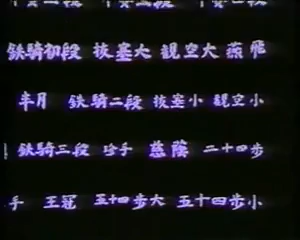 鉄騎初段 抜塞大 観空大 燕飛
半月 鉄騎二段 抜塞小 観空小
鉄騎三段 珍手 慈蔭 二十四歩
手 王冠 五十四歩大 五十四歩小